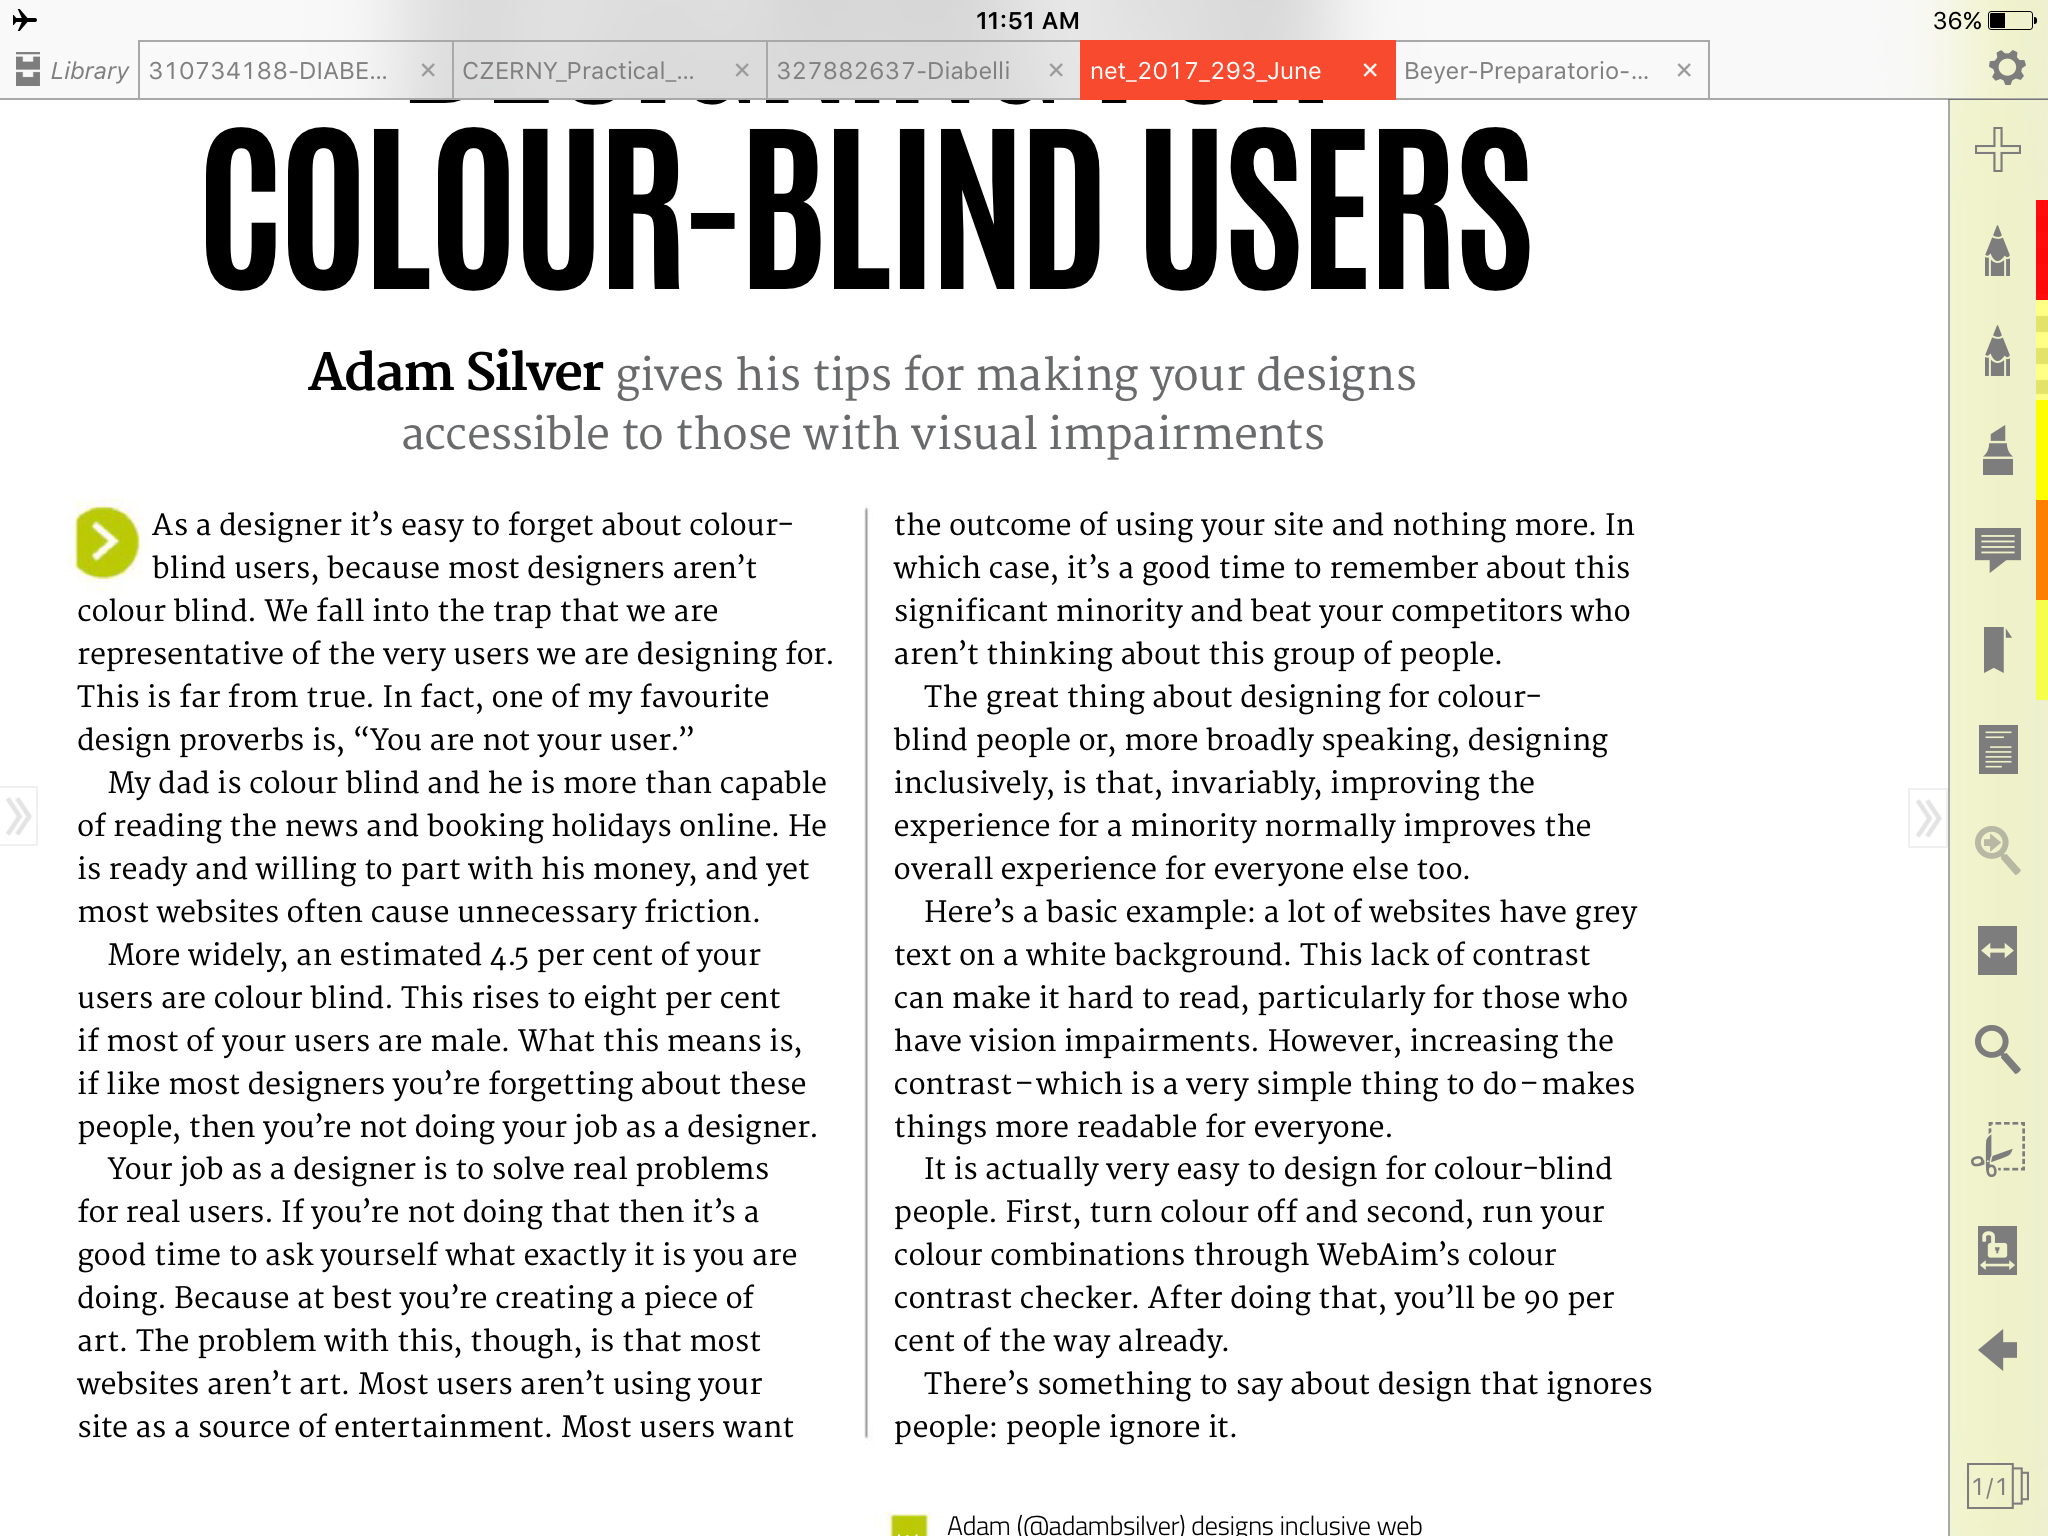 11:51 AM
36%
Library
310734188-DIABE...
CZERNY_Practical_...
327882637-Diabelli
net_2017_293_June
Beyer-Preparatorio-...
DESIGNING FOR
COLOUR-BLIND USERS
Adam Silver gives his tips for making your designs
accessible to those with visual impairments
As a designer it’s easy to forget about colour-
blind users, because most designers aren’t
colour blind. We fall into the trap that we are
representative of the very users we are designing for.
This is far from true. In fact, one of my favourite
design proverbs is, “You are not your user.”
My dad is colour blind and he is more than capable
of reading the news and booking holidays online. He
is ready and willing to part with his money, and yet
most websites often cause unnecessary friction.
More widely, an estimated 4.5 per cent of your
users are colour blind. This rises to eight per cent
if most of your users are male. What this means is,
if like most designers you’re forgetting about these
people, then you’re not doing your job as a designer.
Your job as a designer is to solve real problems
for real users. If you’re not doing that then it’s a
good time to ask yourself what exactly it is you are
doing. Because at best you’re creating a piece of
art. The problem with this, though, is that most
websites aren’t art. Most users aren’t using your
site as a source of entertainment. Most users want
the outcome of using your site and nothing more. In
which case, it’s a good time to remember about this
significant minority and beat your competitors who
aren’t thinking about this group of people.
The great thing about designing for colour-
blind people or, more broadly speaking, designing
inclusively, is that, invariably, improving the
experience for a minority normally improves the
overall experience for everyone else too.
Here’s a basic example: a lot of websites have grey
text on a white background. This lack of contrast
can make it hard to read, particularly for those who
have vision impairments. However, increasing the
contrast – which is a very simple thing to do – makes
things more readable for everyone.
It is actually very easy to design for colour-blind
people. First, turn colour off and second, run your
colour combinations through WebAim’s colour
contrast checker. After doing that, you’ll be 90 per
cent of the way already.
There’s something to say about design that ignores
people: people ignore it.
Adam (@adambsilver) designs inclusive web
1/1